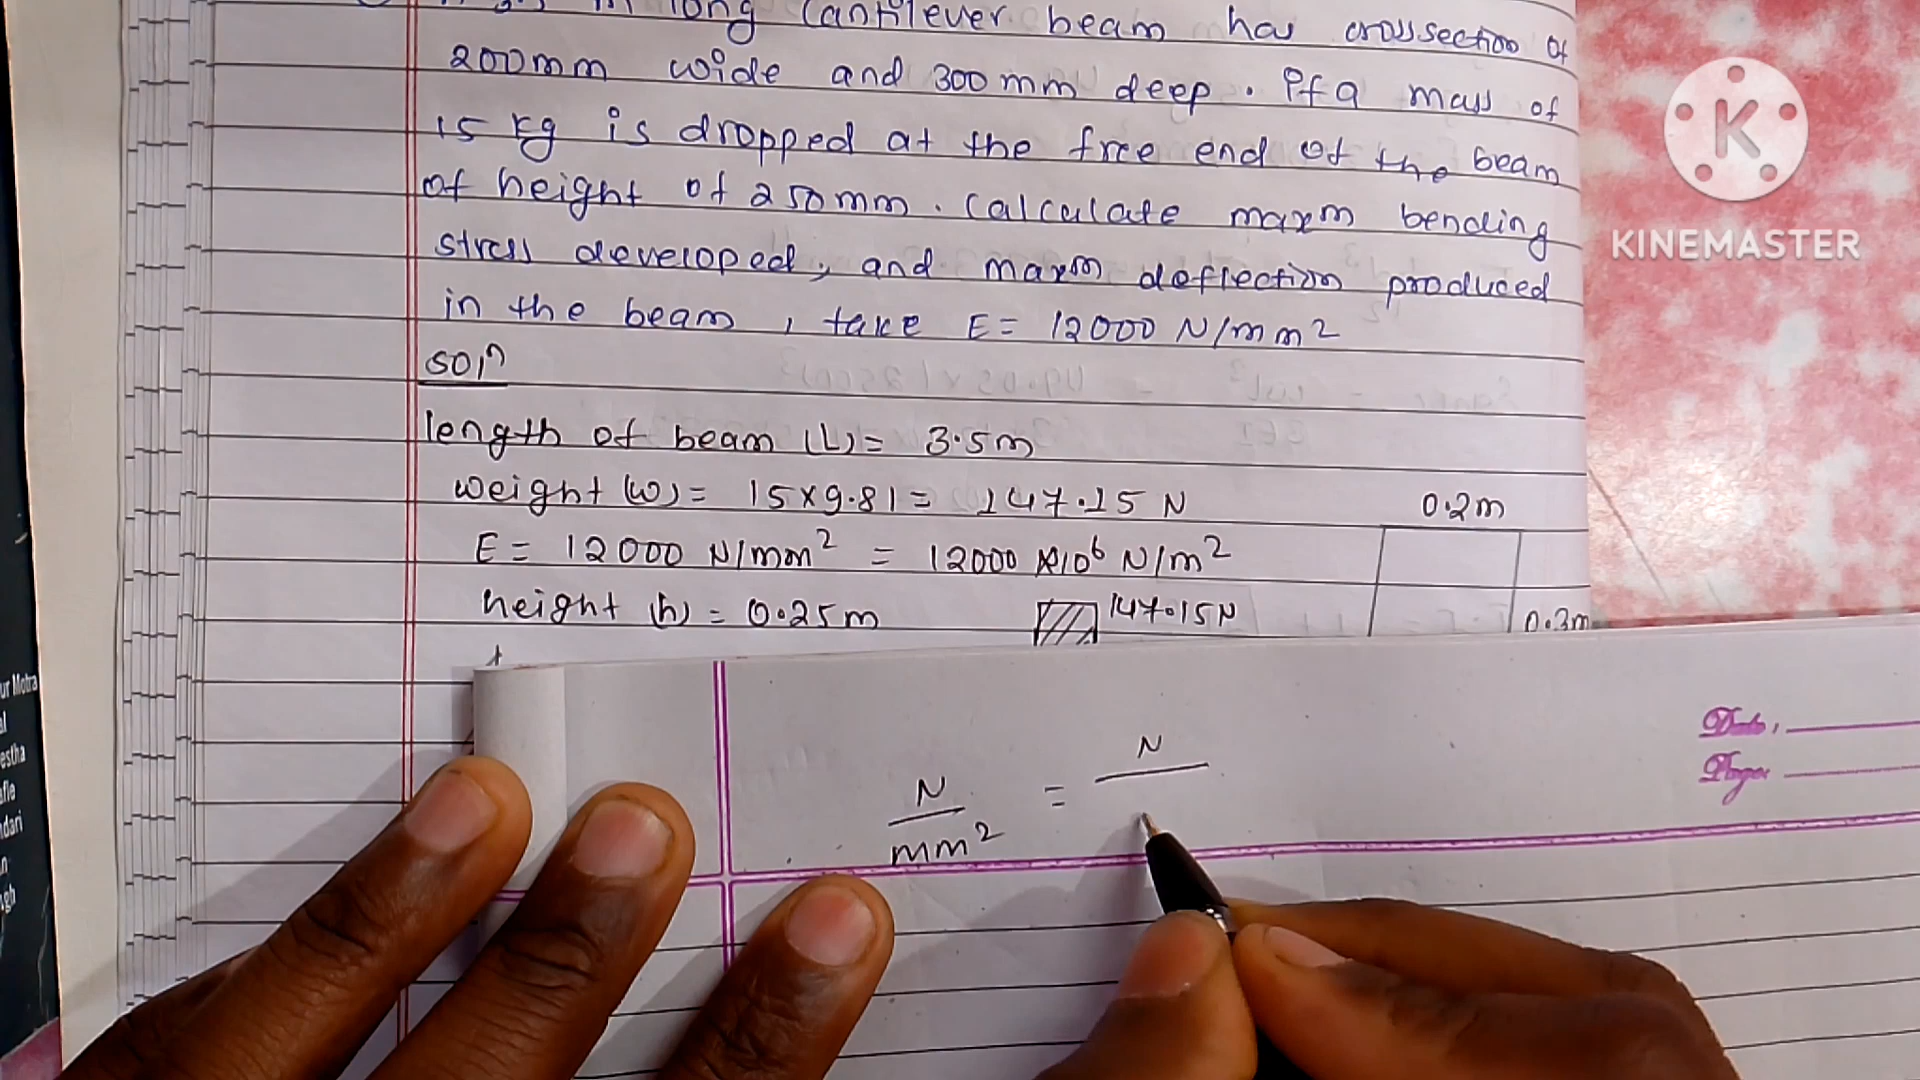 long cantilever beam has crosssection of
200mm wide and 300mm deep. If a mass of
15 kg is dropped at the free end of the beam
of height of 250mm. Calculate maxm bending
stress developed, and maxm deflection produced
in the beam, take E = 12000 N/mm2
soln
length of beam (L) = 3.5m
weight (w) = 15×9.81 = 147.15 N
0.2m
E = 12000 N/mm2 = 12000 ×10^6 N/m2
height (h) = 0.25m
147.15N
0.3m
N/mm2 = N
Date,
Page
K
KINEMASTER